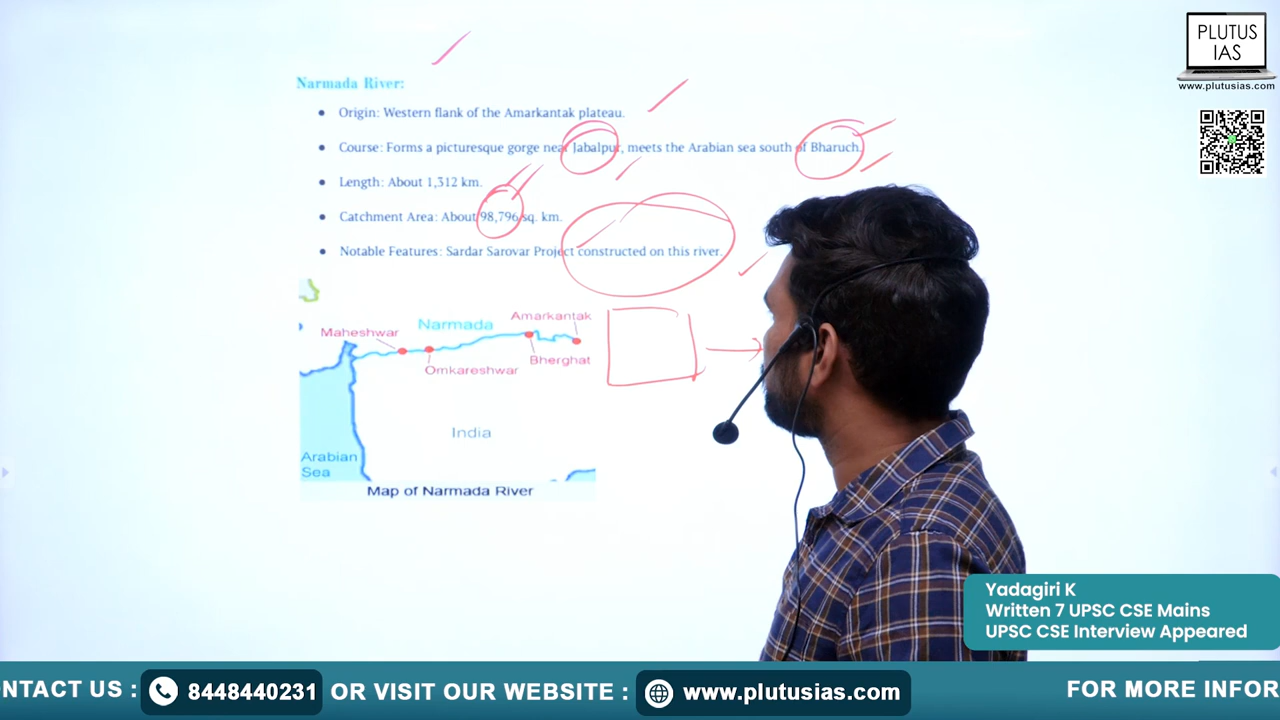 PLUTUS
IAS
www.plutusias.com
Narmada River:
• Origin: Western flank of the Amarkantak plateau.
• Course: Forms a picturesque gorge near Jabalpur, meets the Arabian sea south of Bharuch.
• Length: About 1,312 km.
• Catchment Area: About 98,796 sq. km.
• Notable Features: Sardar Sarovar Project constructed on this river.
Amarkantak
Maheshwar
Narmada
Bherghat
Omkareshwar
India
Arabian
Sea
Map of Narmada River
Yadagiri K
Written 7 UPSC CSE Mains
UPSC CSE Interview Appeared
ONTACT US : 8448440231 OR VISIT OUR WEBSITE : www.plutusias.com FOR MORE INFOR